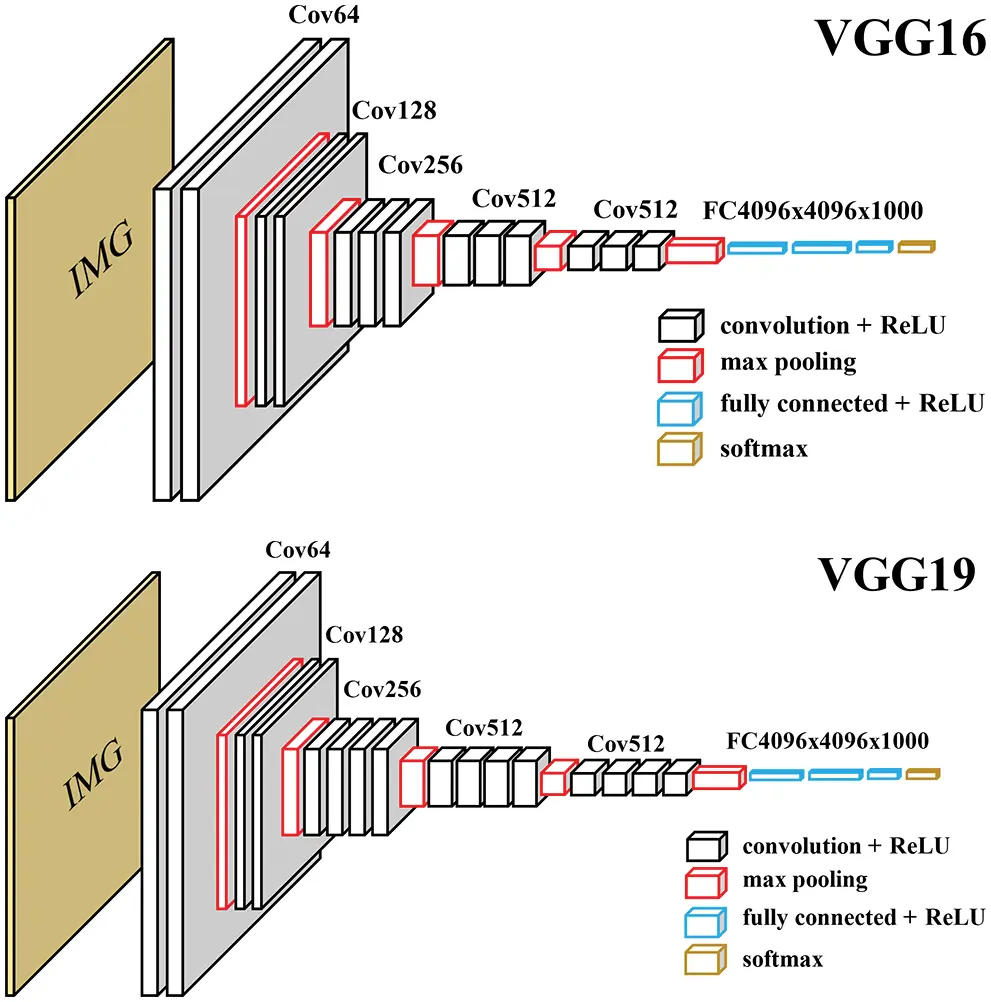 Cov64
VGG16
Cov128
Cov256
Cov512
Cov512
FC4096x4096x1000
IMG
convolution + ReLU
max pooling
fully connected + ReLU
softmax
Cov64
VGG19
Cov128
Cov256
Cov512
Cov512
FC4096x4096x1000
IMG
convolution + ReLU
max pooling
fully connected + ReLU
softmax